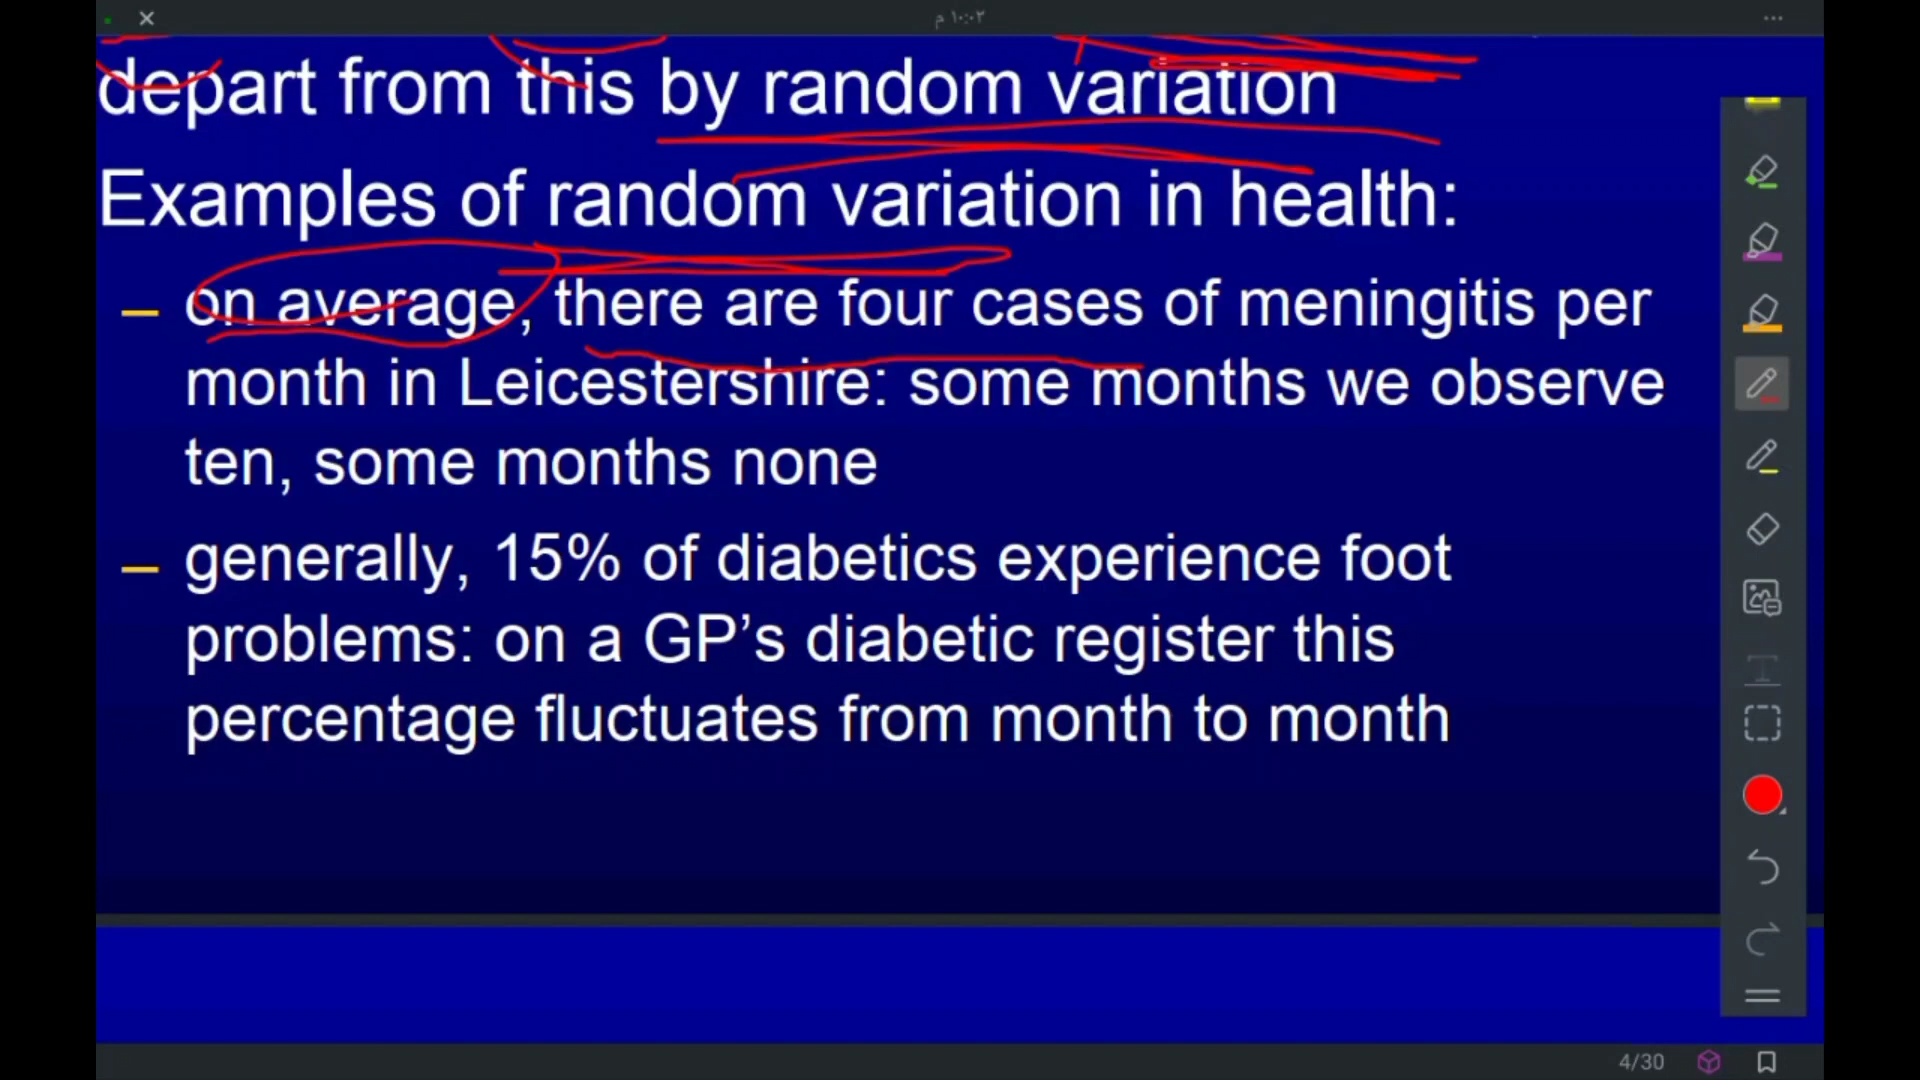 ١٠:٠٢ م
depart from this by random variation
Examples of random variation in health:
– on average, there are four cases of meningitis per
month in Leicestershire: some months we observe
ten, some months none
– generally, 15% of diabetics experience foot
problems: on a GP’s diabetic register this
percentage fluctuates from month to month
4/30